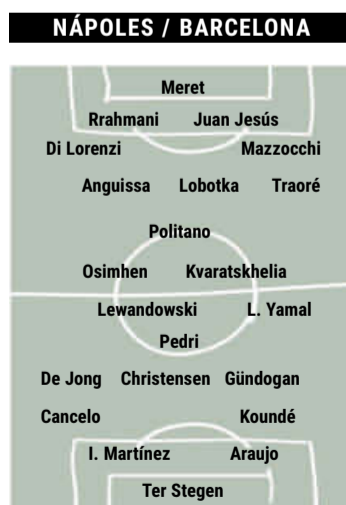 NÁPOLES / BARCELONA
Meret
Rrahmani Juan Jesús
Di Lorenzi Mazzocchi
Anguissa Lobotka Traoré
Politano
Osimhen Kvaratskhelia
Lewandowski L. Yamal
Pedri
De Jong Christensen Gündogan
Cancelo Koundé
I. Martínez Araujo
Ter Stegen